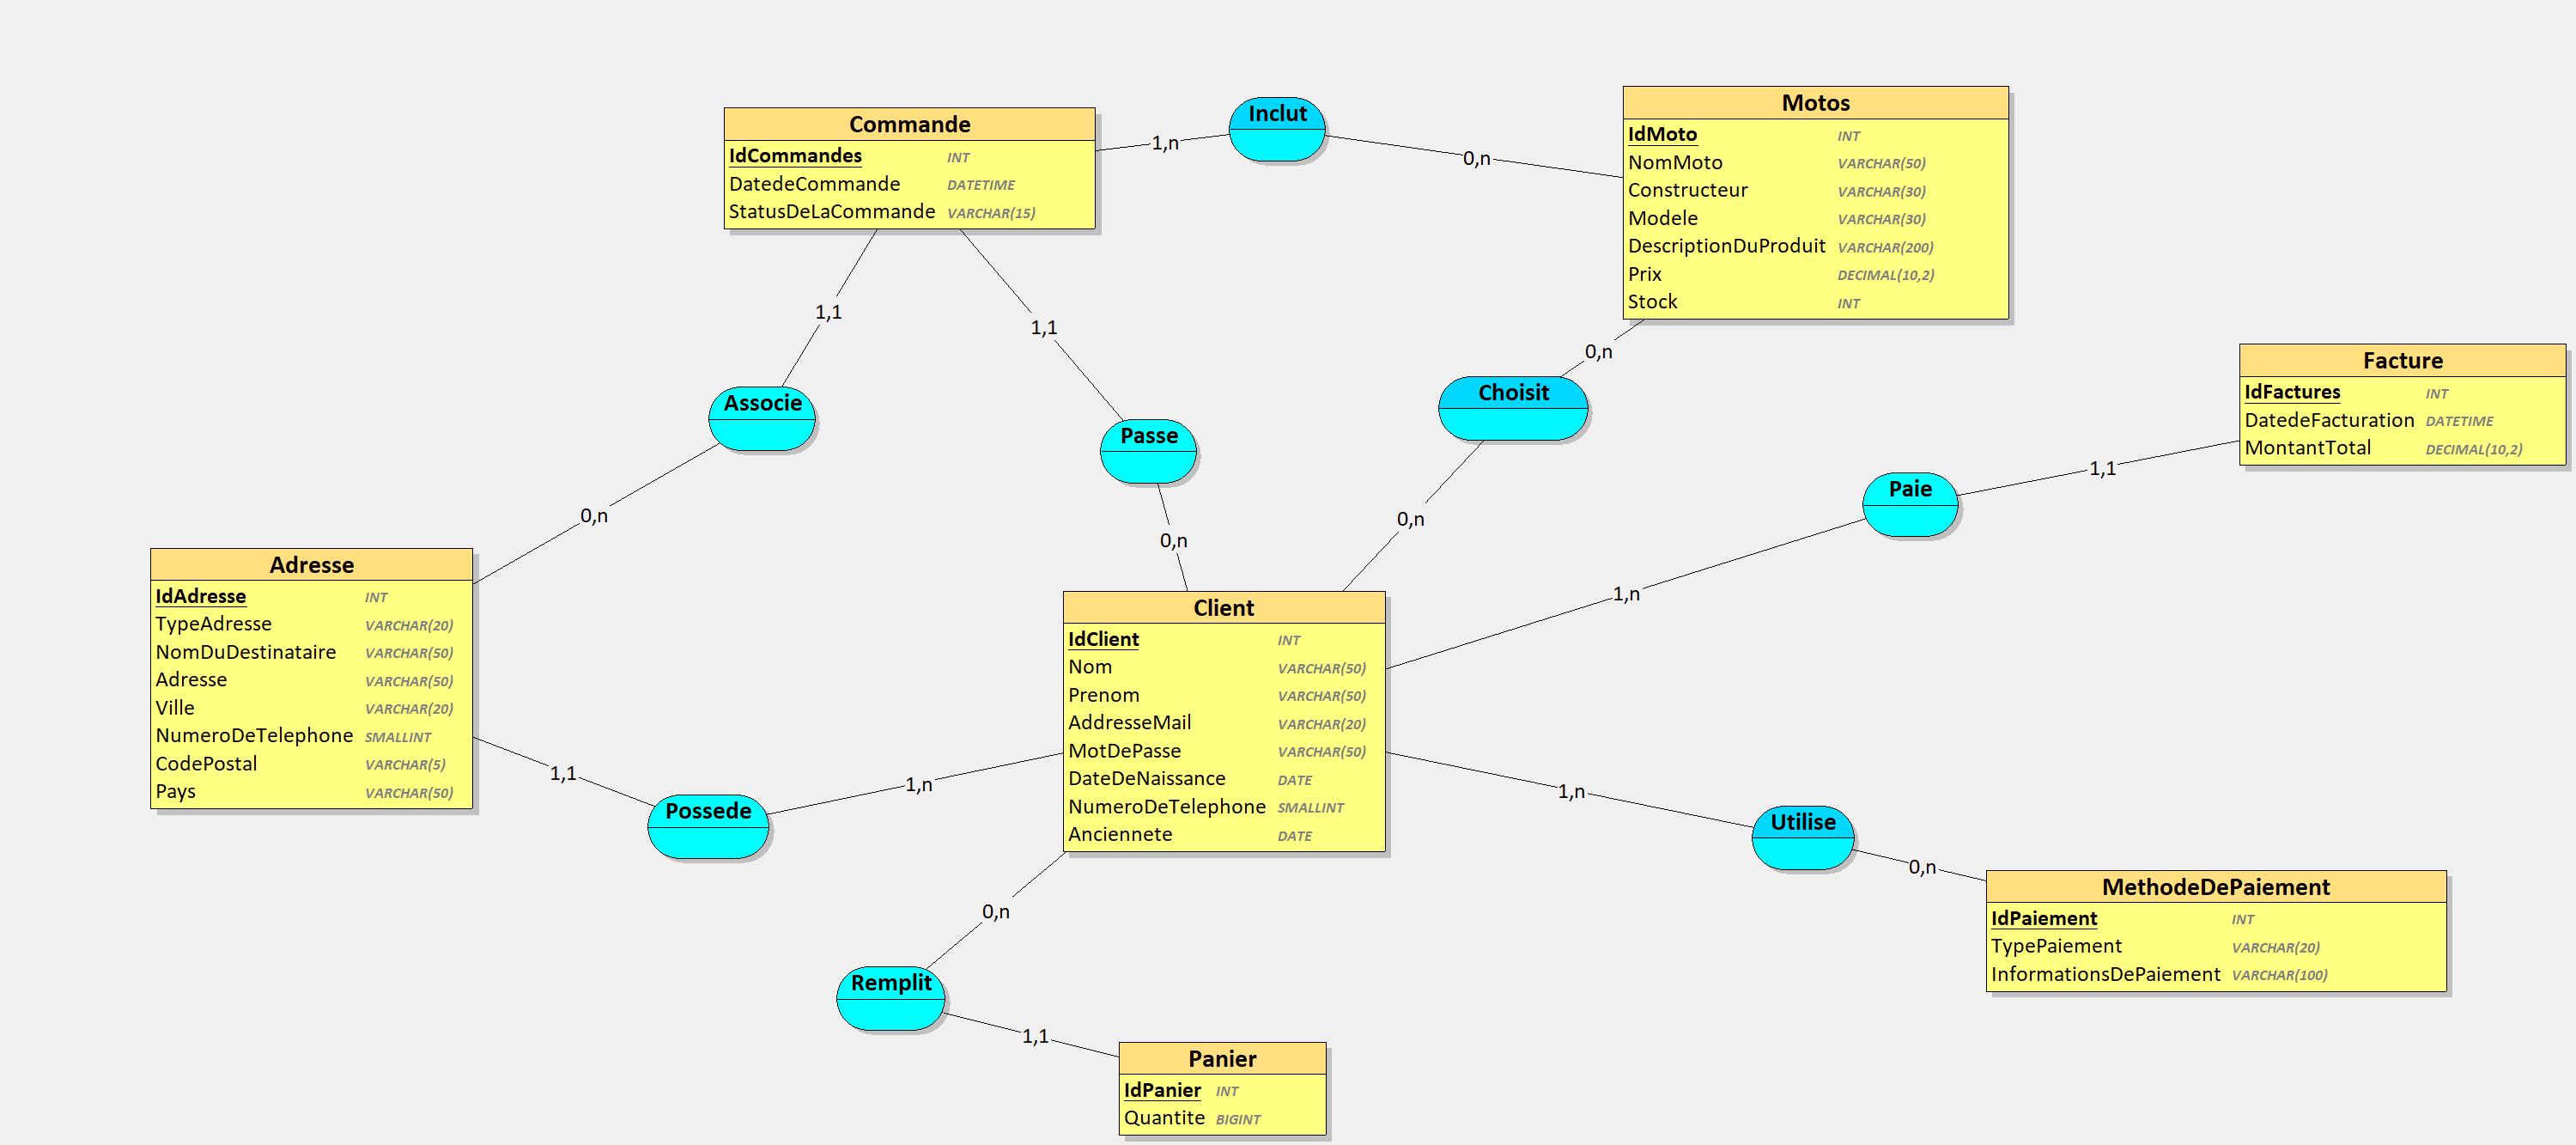 Commande
IdCommandes INT
DatedeCommande DATETIME
StatusDeLaCommande VARCHAR(15)
1,n
Inclut
0,n
Motos
IdMoto INT
NomMoto VARCHAR(50)
Constructeur VARCHAR(30)
Modele VARCHAR(30)
DescriptionDuProduit VARCHAR(200)
Prix DECIMAL(10,2)
Stock INT
1,1
Associe
0,n
1,1
Passe
0,n
0,n
Choisit
0,n
Facture
IdFactures INT
DatedeFacturation DATETIME
MontantTotal DECIMAL(10,2)
1,1
Paie
1,n
Adresse
IdAdresse INT
TypeAdresse VARCHAR(20)
NomDuDestinataire VARCHAR(50)
Adresse VARCHAR(50)
Ville VARCHAR(20)
NumeroDeTelephone SMALLINT
CodePostal VARCHAR(5)
Pays VARCHAR(50)
1,1
Possede
1,n
Client
IdClient INT
Nom VARCHAR(50)
Prenom VARCHAR(50)
AddresseMail VARCHAR(20)
MotDePasse VARCHAR(50)
DateDeNaissance DATE
NumeroDeTelephone SMALLINT
Anciennete DATE
1,n
Utilise
0,n
MethodeDePaiement
IdPaiement INT
TypePaiement VARCHAR(20)
InformationsDePaiement VARCHAR(100)
0,n
Remplit
1,1
Panier
IdPanier INT
Quantite BIGINT